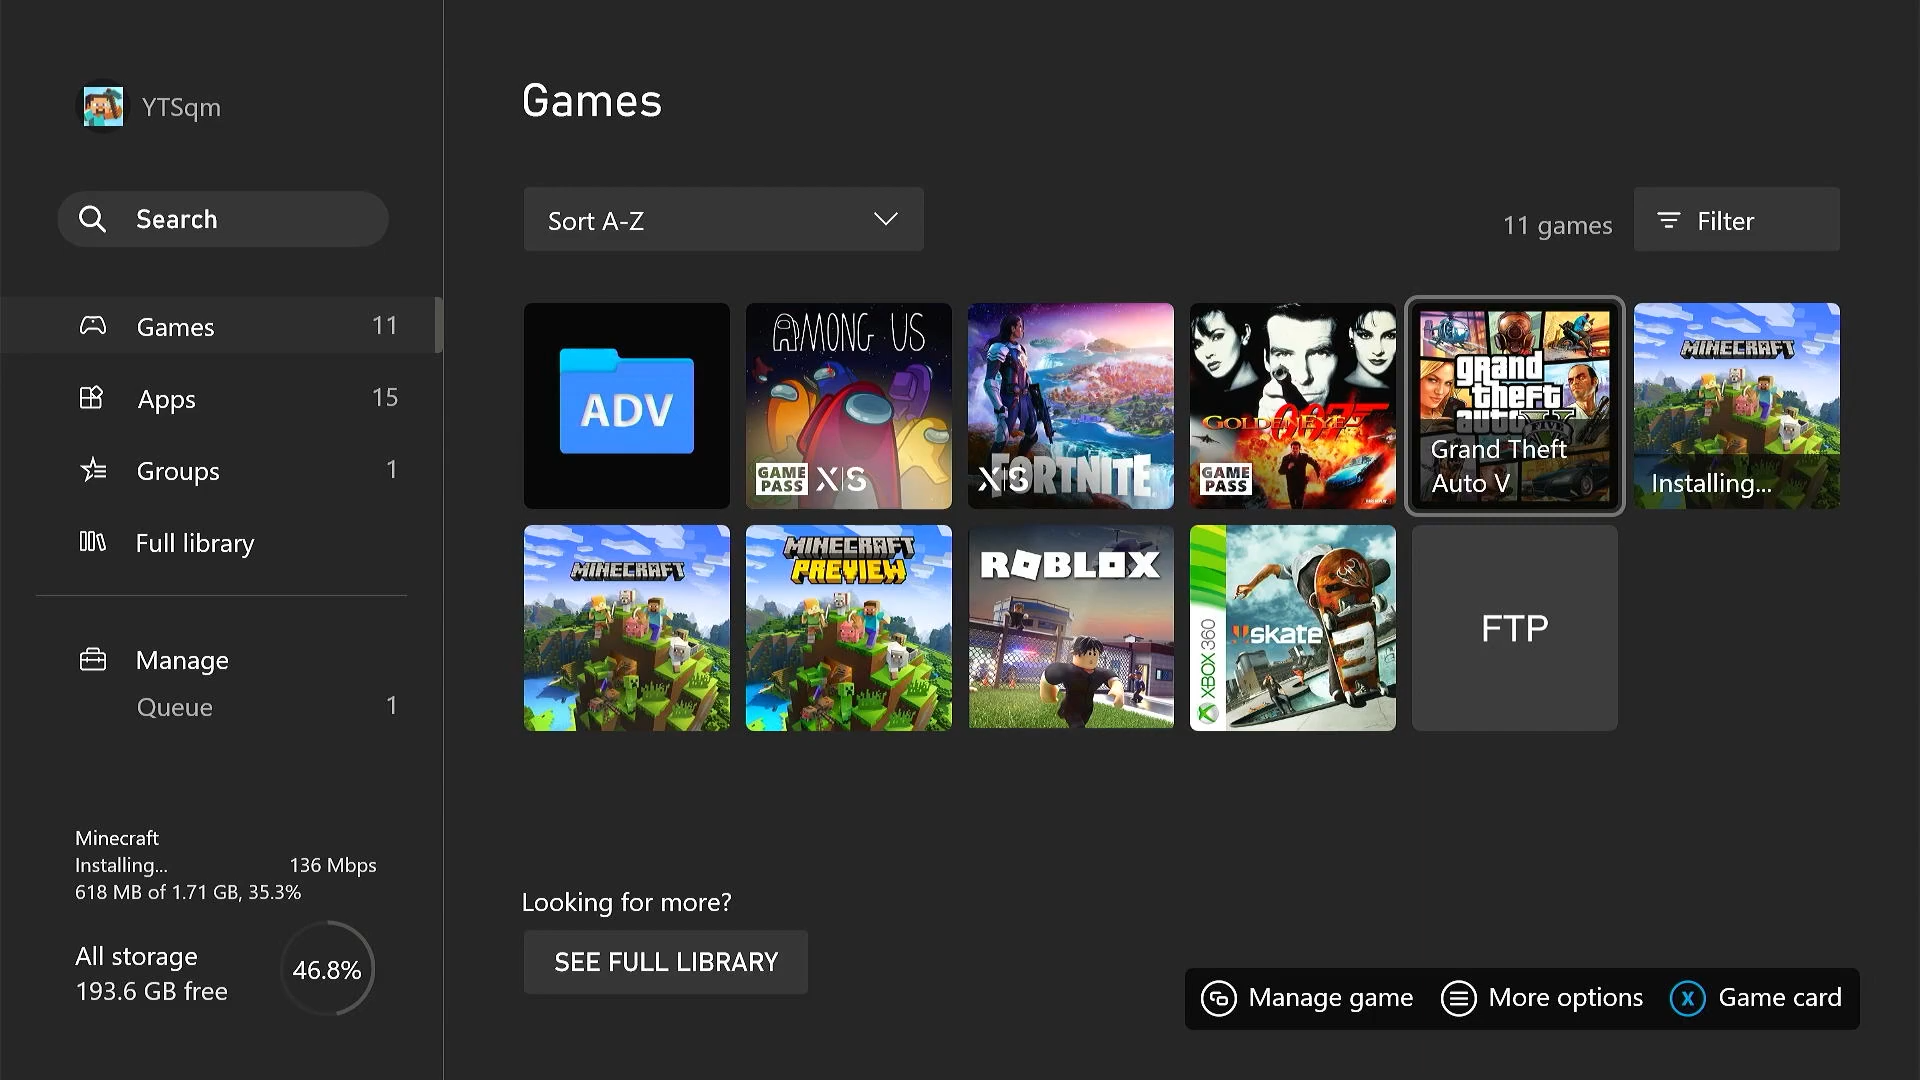 YTSqm
Search
Games 11
Apps 15
Groups 1
Full library
Manage
Queue 1
Minecraft
Installing... 136 Mbps
618 MB of 1.71 GB, 35.3%
All storage
193.6 GB free
46.8%
Games
Sort A-Z
11 games
Filter
ADV
AMONG US
GAME PASS X|S
FORTNITE
X|S
GOLDENEYE 007
GAME PASS
grand theft auto V
FIVE
Grand Theft
Auto V
MINECRAFT
Installing...
MINECRAFT
MINECRAFT
PREVIEW
ROBLOX
XBOX 360
skate 3
FTP
Looking for more?
SEE FULL LIBRARY
Manage game
More options
X Game card